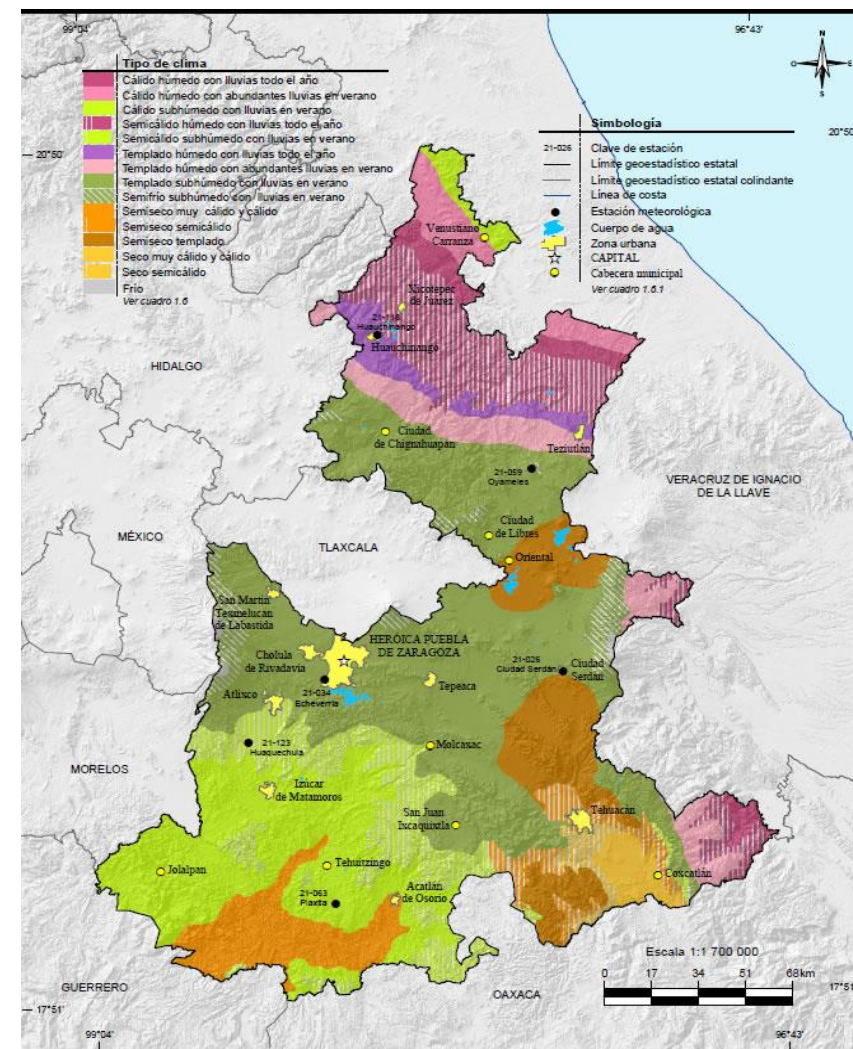 99°04'
96°43'
N
O
E
S
Tipo de clima
Cálido húmedo con lluvias todo el año
Cálido húmedo con abundantes lluvias en verano
Cálido subhúmedo con lluvias en verano
Semicálido húmedo con lluvias todo el año
Semicálido subhúmedo con lluvias en verano
Templado húmedo con lluvias todo el año
Templado húmedo con abundantes lluvias en verano
Templado subhúmedo con lluvias en verano
Semifrío subhúmedo con lluvias en verano
Semiseco muy cálido y cálido
Semiseco semicálido
Semiseco templado
Seco muy cálido y cálido
Seco semicálido
Frío
Ver cuadro 1.6
Simbología
21-026 Clave de estación
Límite geoestadístico estatal
Límite geoestadístico estatal colindante
Línea de costa
Estación meteorológica
Cuerpo de agua
Zona urbana
CAPITAL
Cabecera municipal
Ver cuadro 1.6.1
20°50'
20°50'
Venustiano
Carranza
Xicotepec
de Juárez
21-118
Huauchinango
Huauchinango
HIDALGO
Ciudad
de Chignahuapan
Teziutlán
21-059
Oyameles
VERACRUZ DE IGNACIO
DE LA LLAVE
Ciudad
de Libres
MÉXICO
TLAXCALA
Oriental
San Martín
Texmelucan
de Labastida
HERÓICA PUEBLA
DE ZARAGOZA
Cholula
de Rivadavia
21-026
Ciudad Serdán
Ciudad
Serdán
Tepeaca
21-034
Echeverría
Atlixco
21-123
Huaquechula
Molcaxac
MORELOS
Izúcar
de Matamoros
San Juan
Ixcaquixtla
Tehuacán
Jolalpan
Tehuitzingo
Coxcatlán
Acatlán
de Osorio
21-063
Piaxtla
Escala 1:1 700 000
0 17 34 51 68km
GUERRERO
OAXACA
17°51'
17°51'
99°04'
96°43'